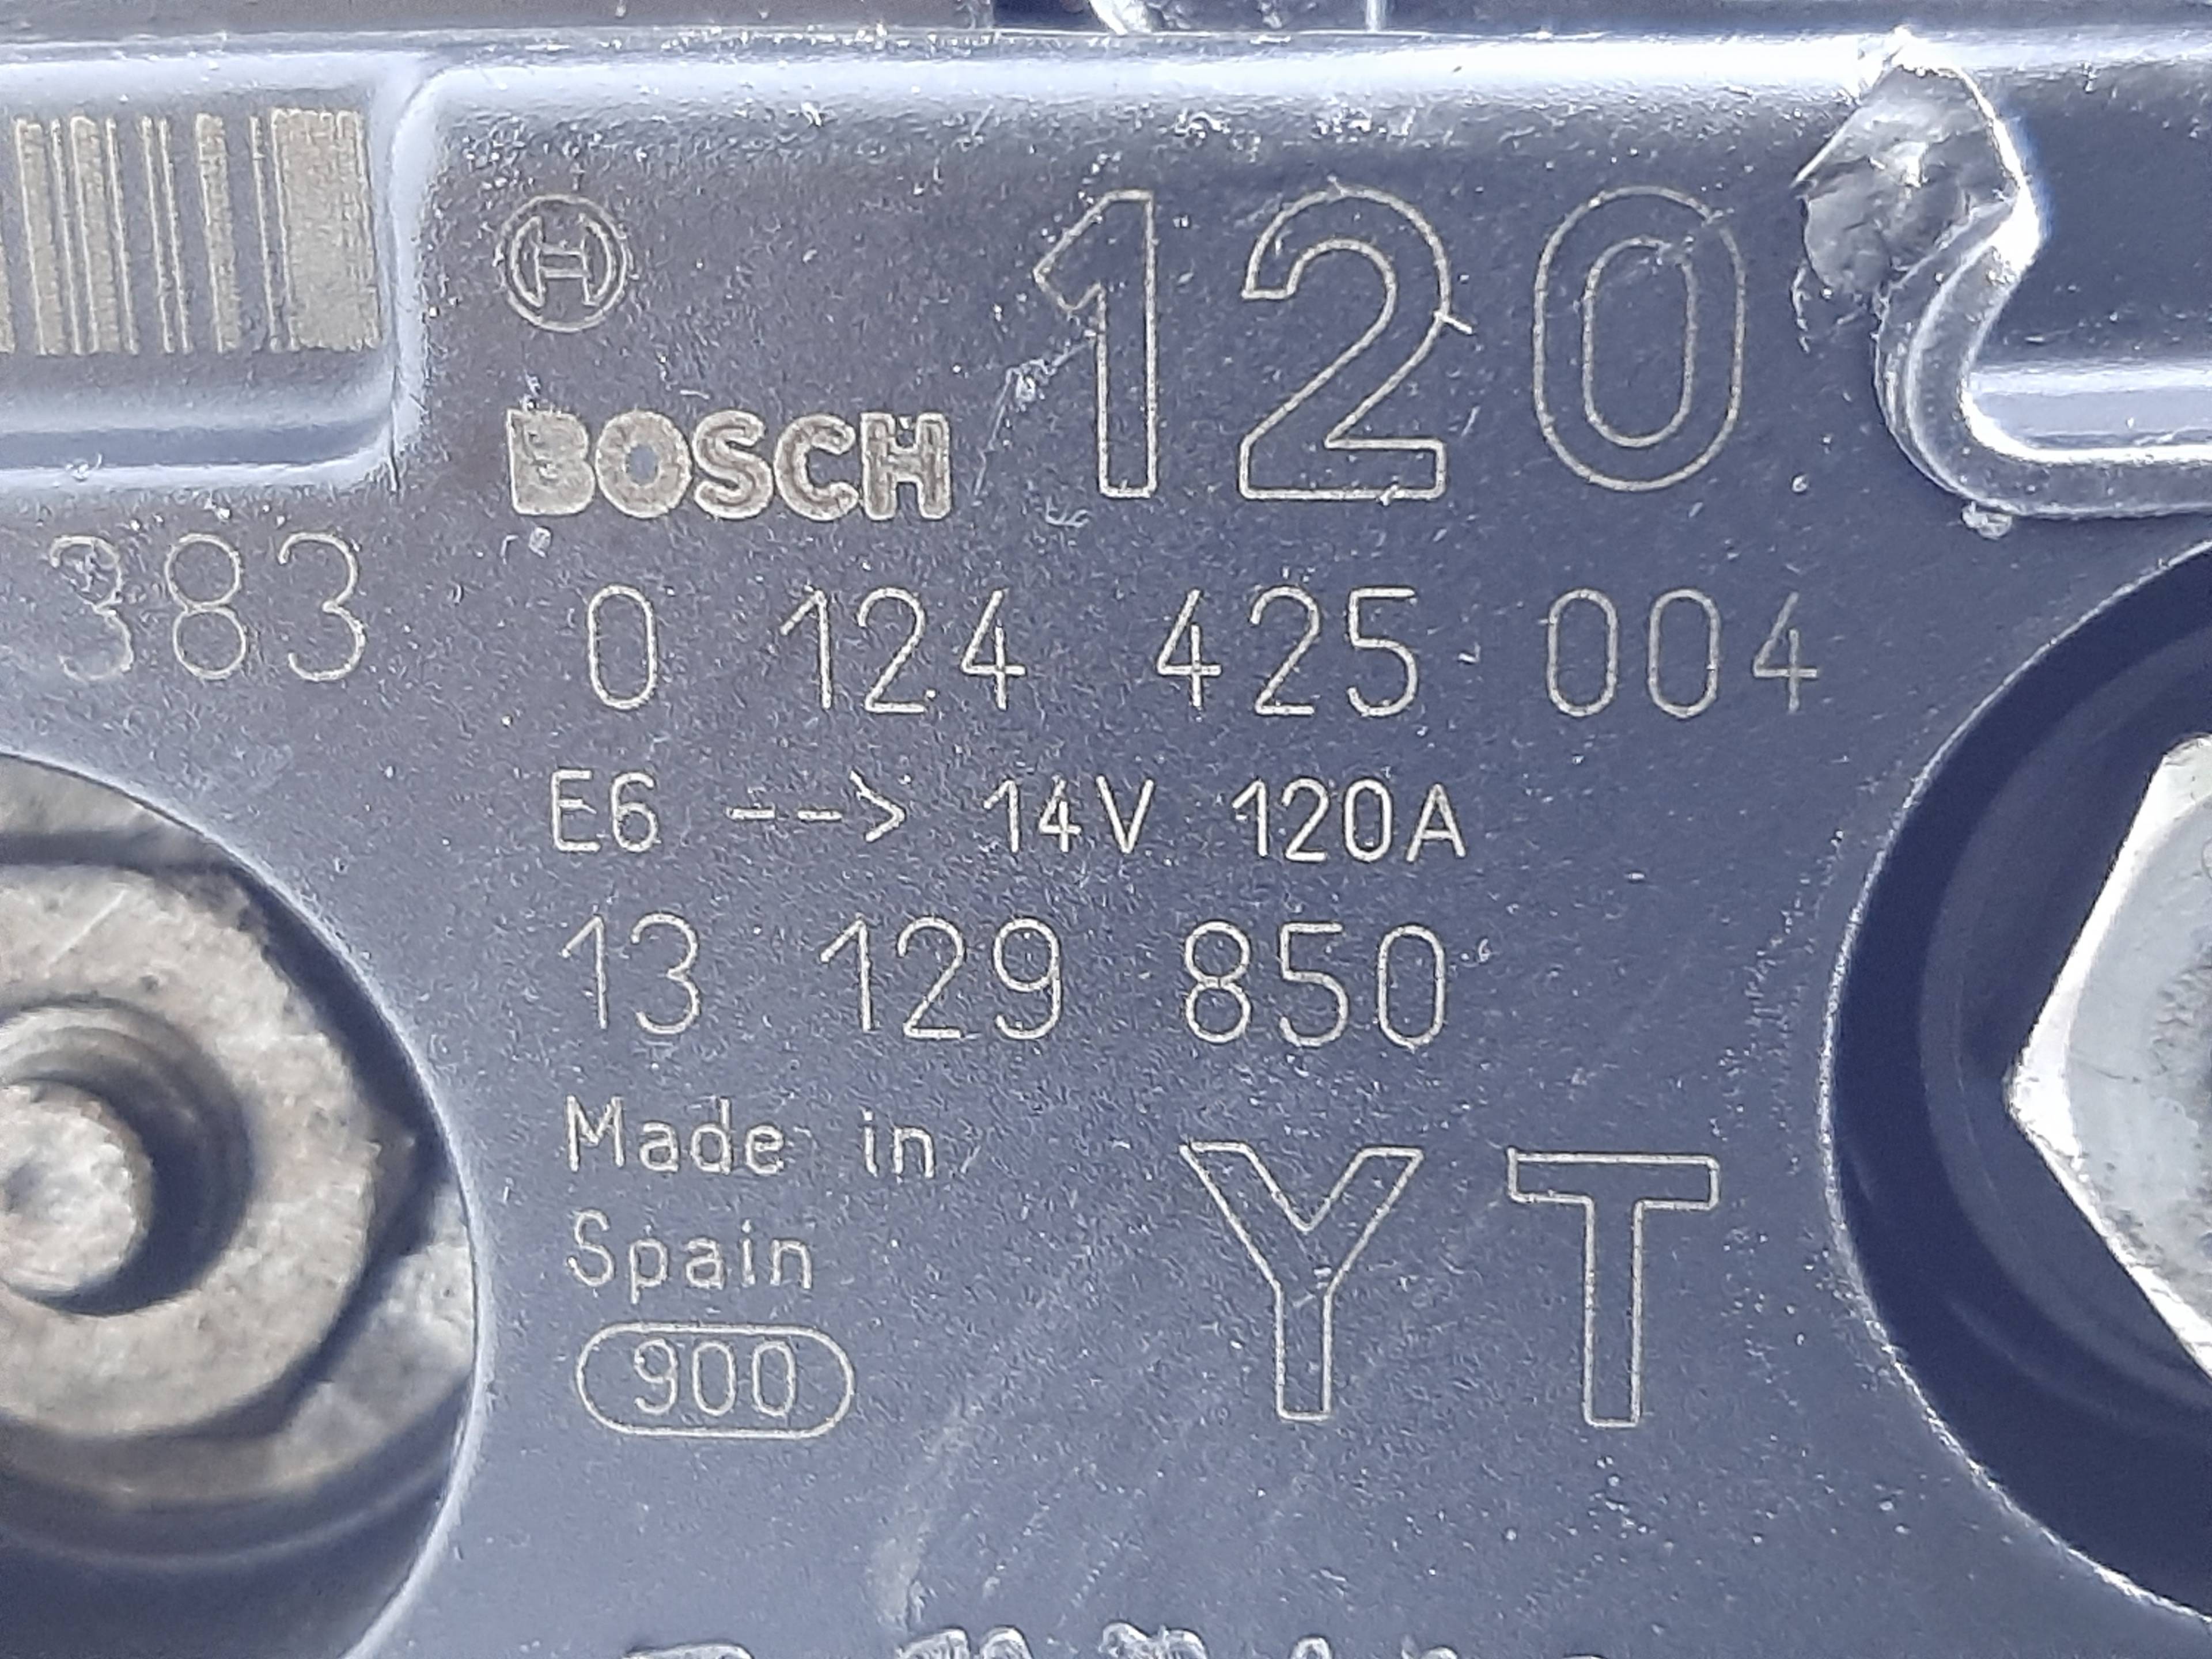 120
BOSCH
383
0 124 425 004
E6 --> 14V 120A
13 129 850
Made in
Spain
YT
900